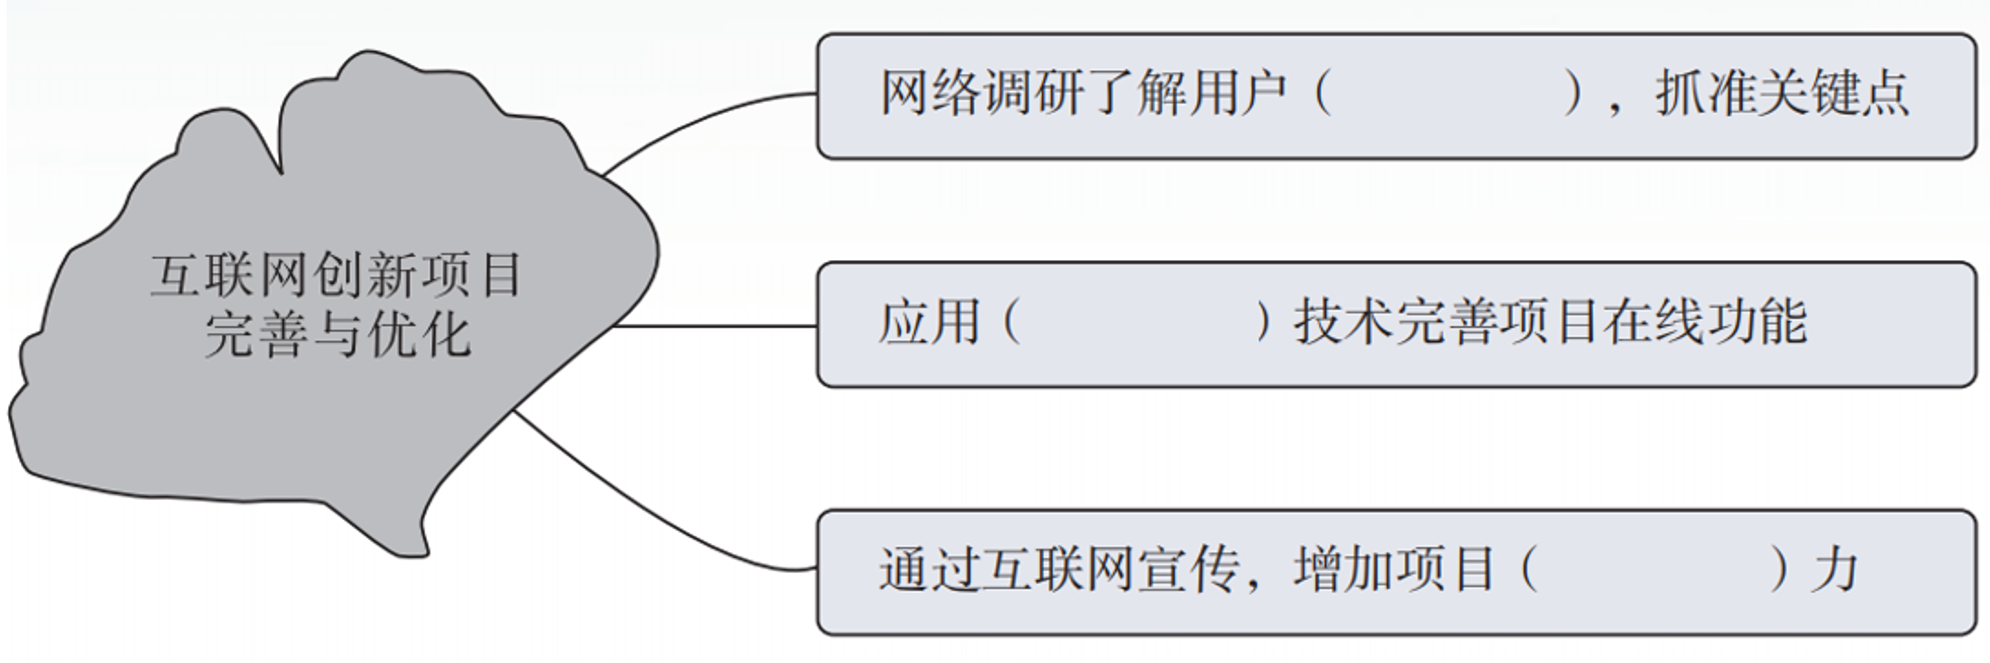 网络调研了解用户（　　　　），抓准关键点
互联网创新项目
完善与优化
应用（　　　　）技术完善项目在线功能
通过互联网宣传，增加项目（　　　　）力